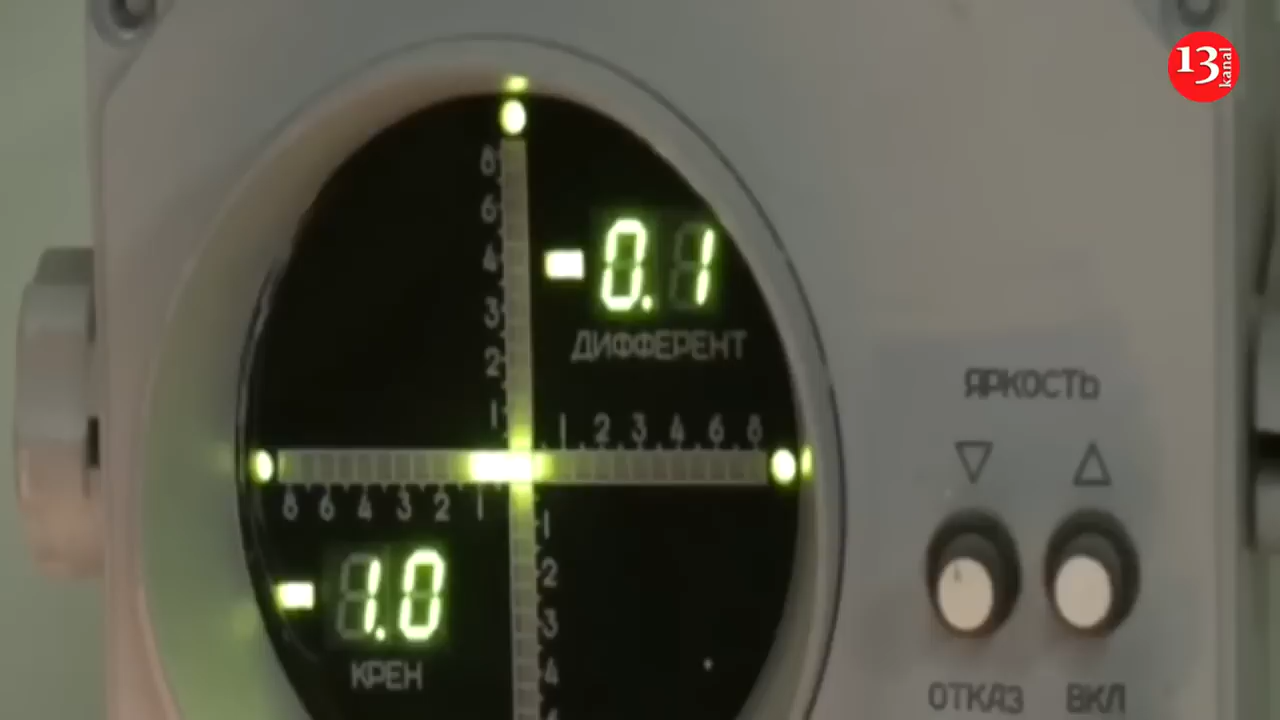 13 kanal
8
6
4
3
2
1
-0.1
ДИФФЕРЕНТ
1 2 3 4 6 8
8 6 4 3 2 1
1
2
3
4
-1.0
КРЕН
ЯРКОСТЬ
▽ △
ОТКАЗ ВКЛ